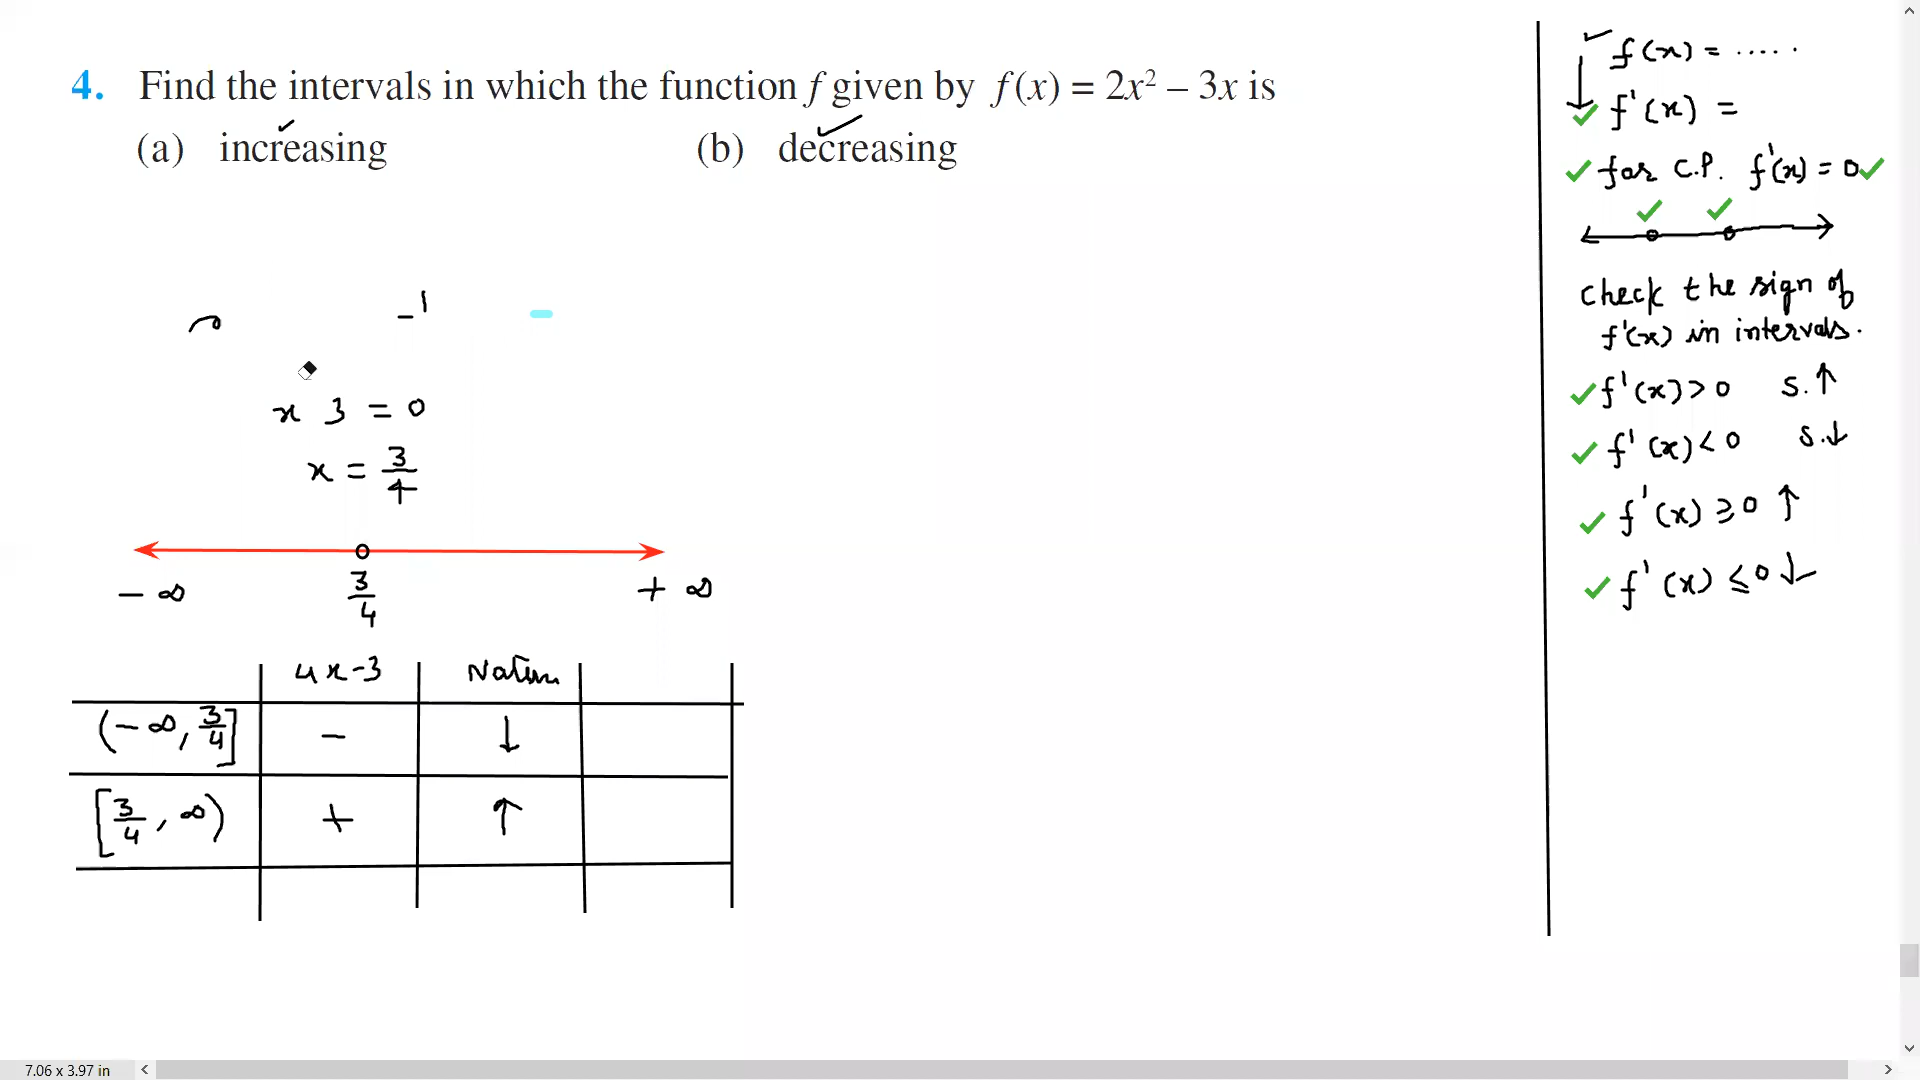 4. Find the intervals in which the function f given by f(x) = 2x² – 3x is
(a) increasing (b) decreasing
– 1
x 3 = 0
x = 3/4
– ∞ 3/4 + ∞
4x-3 Nature
(-∞, 3/4] – ↓
[3/4, ∞) + ↑
f(x) = .....
f'(x) =
for C.P. f'(x) = 0
check the sign of
f'(x) in intervals.
f'(x) > 0 S.↑
f'(x) < 0 S.↓
f'(x) ≥ 0 ↑
f'(x) ≤ 0 ↓
7.06 x 3.97 in